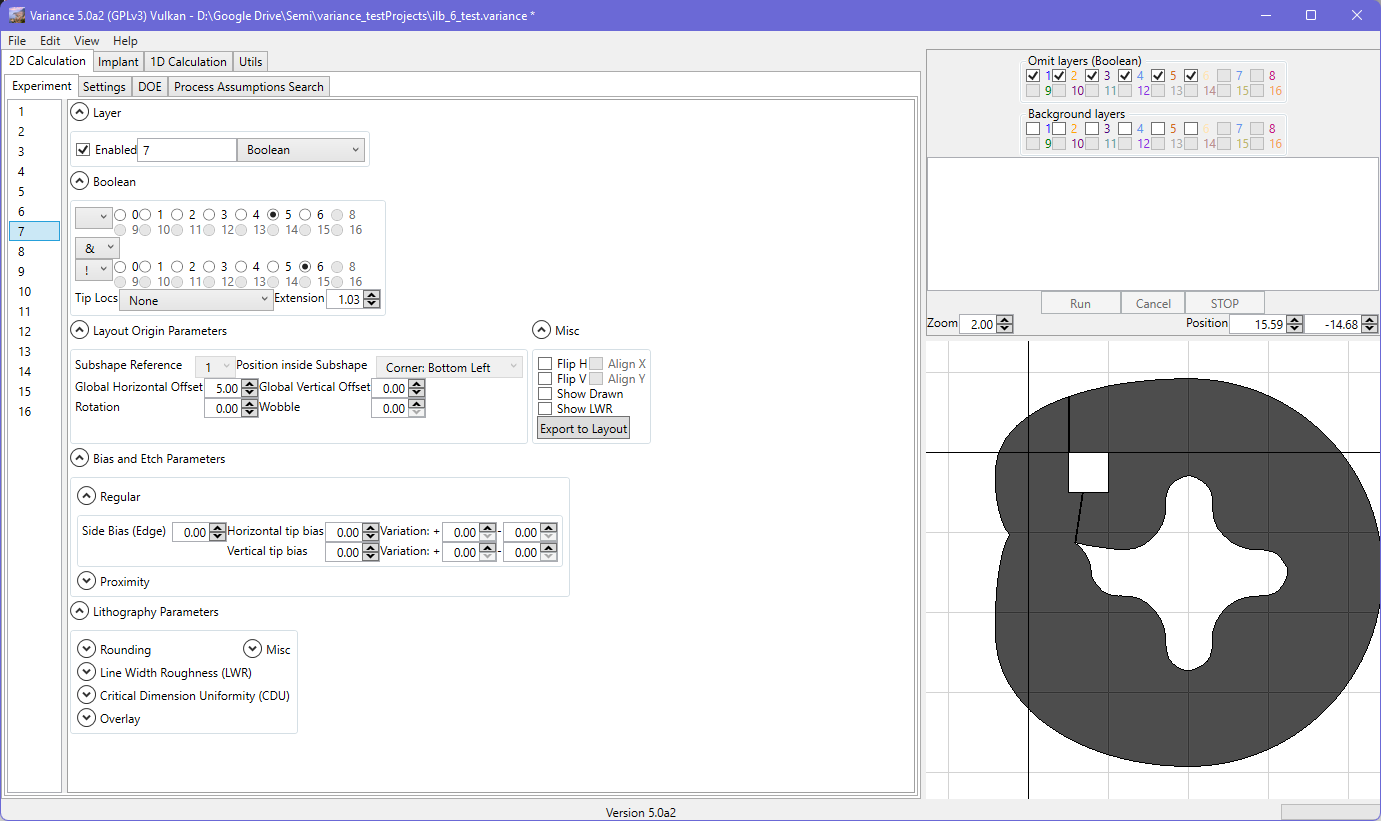 Variance 5.0a2 (GPLv3) Vulkan - D:\Google Drive\Semi\variance_testProjects\ilb_6_test.variance *
File Edit View Help
2D Calculation Implant 1D Calculation Utils
Experiment Settings DOE Process Assumptions Search
1
2
3
4
5
6
7
8
9
10
11
12
13
14
15
16
Layer
Enabled 7 Boolean
Boolean
0 1 2 3 4 5 6 8
9 10 11 12 13 14 15 16
&
! 0 1 2 3 4 5 6 8
9 10 11 12 13 14 15 16
Tip Locs None Extension 1.03
Layout Origin Parameters
Subshape Reference 1 Position inside Subshape Corner: Bottom Left
Global Horizontal Offset 5.00 Global Vertical Offset 0.00
Rotation 0.00 Wobble 0.00
Misc
Flip H Align X
Flip V Align Y
Show Drawn
Show LWR
Export to Layout
Bias and Etch Parameters
Regular
Side Bias (Edge) 0.00 Horizontal tip bias 0.00 Variation: + 0.00 - 0.00
Vertical tip bias 0.00 Variation: + 0.00 - 0.00
Proximity
Lithography Parameters
Rounding Misc
Line Width Roughness (LWR)
Critical Dimension Uniformity (CDU)
Overlay
Omit layers (Boolean)
1 2 3 4 5 6 7 8
9 10 11 12 13 14 15 16
Background layers
1 2 3 4 5 6 7 8
9 10 11 12 13 14 15 16
Run Cancel STOP
Zoom 2.00 Position 15.59 -14.68
Version 5.0a2